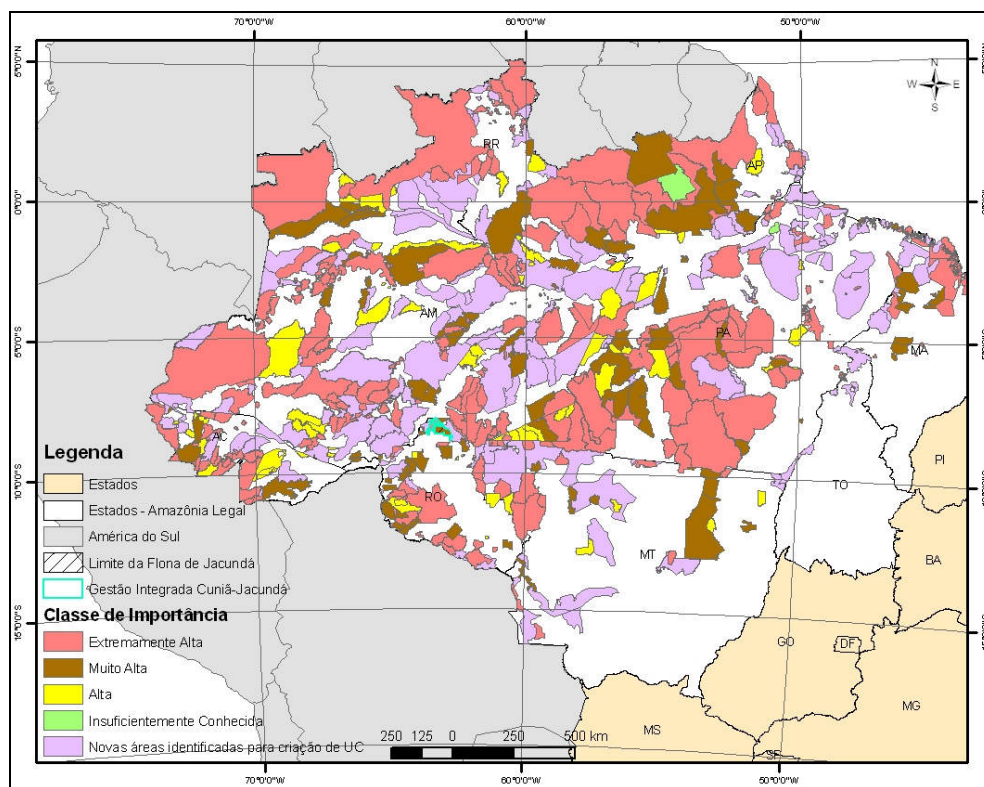 70°0'0"W 60°0'0"W 50°0'0"W
5°0'0"N
N
W E
S
RR
AP
0°0'0"
AM
PA
MA
5°0'0"S
AC
RO
TO
PI
10°0'0"S
MT
BA
15°0'0"S
GO
DF
MG
MS
SP
Legenda
Estados
Estados - Amazônia Legal
América do Sul
Limite da Flona de Jacundá
Gestão Integrada Cuniã-Jacundá
Classe de Importância
Extremamente Alta
Muito Alta
Alta
Insuficientemente Conhecida
Novas áreas identificadas para criação de UC
250 125 0 250 500 km
70°0'0"W 60°0'0"W 50°0'0"W